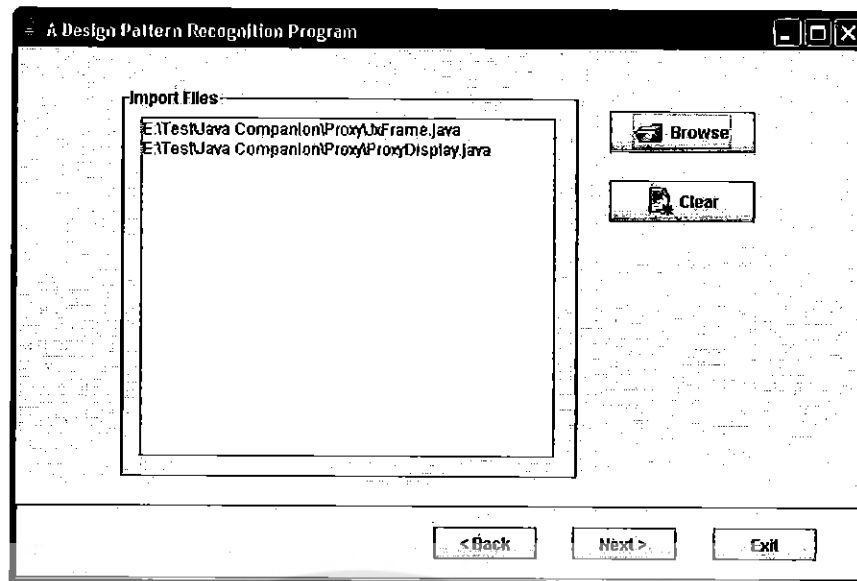 A Design Pattern Recognition Program
Import Files
E:\Test\Java Companion\Proxy\JxFrame.java
E:\Test\Java Companion\Proxy\ProxyDisplay.java
Browse
Clear
< Back
Next >
Exit